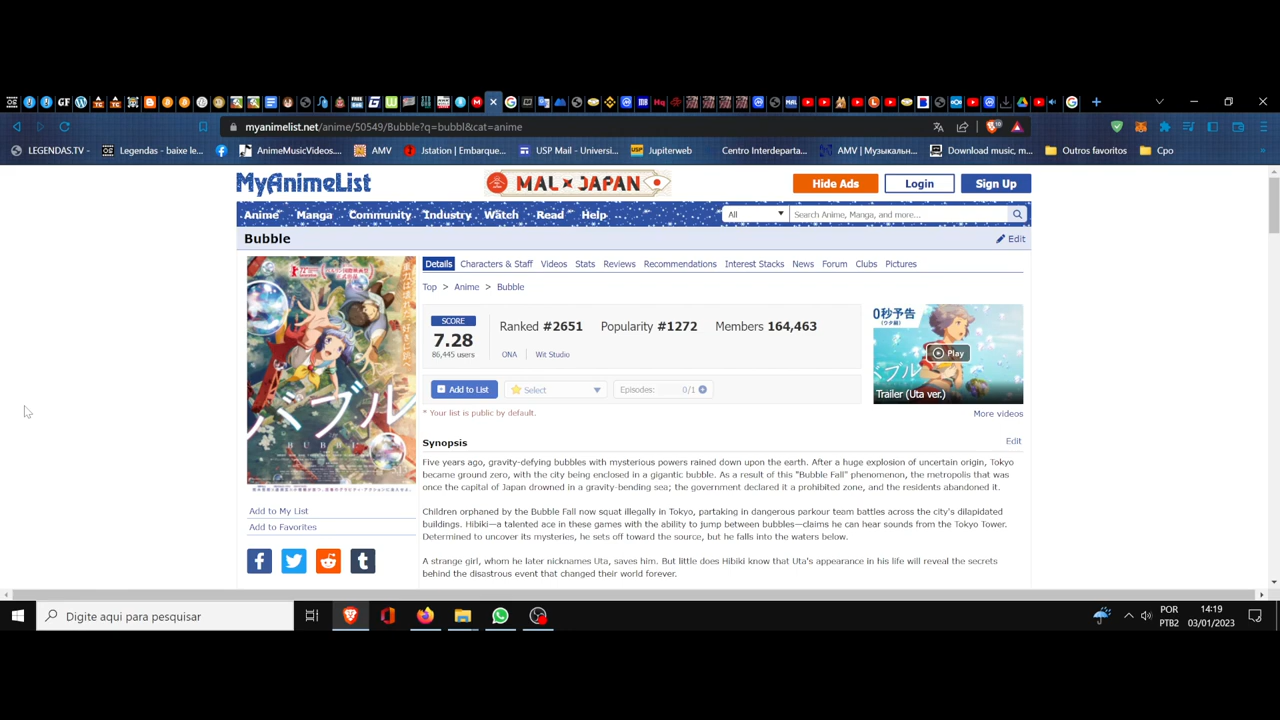 myanimelist.net/anime/50549/Bubble?q=bubbl&cat=anime
LEGENDAS.TV -
Legendas - baixe le...
AnimeMusicVideos....
AMV
Jstation | Embarque...
USP Mail - Universi...
Jupiterweb
Centro Interdeparta...
AMV | Музыкальн...
Download music, m...
Outros favoritos
Cpo
MyAnimeList
MAL x JAPAN
Hide Ads
Login
Sign Up
Anime Manga Community Industry Watch Read Help
All
Search Anime, Manga, and more...
Bubble
Edit
Details Characters & Staff Videos Stats Reviews Recommendations Interest Stacks News Forum Clubs Pictures
Top > Anime > Bubble
SCORE
7.28
86,445 users
Ranked #2651 Popularity #1272 Members 164,463
ONA Wit Studio
Add to List
Select
Episodes: 0/1
* Your list is public by default.
0秒予告
(ウタ編)
Play
バブル
Trailer (Uta ver.)
More videos
Synopsis
Edit
Five years ago, gravity-defying bubbles with mysterious powers rained down upon the earth. After a huge explosion of uncertain origin, Tokyo
became ground zero, with the city being enclosed in a gigantic bubble. As a result of this "Bubble Fall" phenomenon, the metropolis that was
once the capital of Japan drowned in a gravity-bending sea; the government declared it a prohibited zone, and the residents abandoned it.
Children orphaned by the Bubble Fall now squat illegally in Tokyo, partaking in dangerous parkour team battles across the city's dilapidated
buildings. Hibiki—a talented ace in these games with the ability to jump between bubbles—claims he can hear sounds from the Tokyo Tower.
Determined to uncover its mysteries, he sets off toward the source, but he falls into the waters below.
A strange girl, whom he later nicknames Uta, saves him. But little does Hibiki know that Uta's appearance in his life will reveal the secrets
behind the disastrous event that changed their world forever.
バブル
BUBBLE
Add to My List
Add to Favorites
Digite aqui para pesquisar
POR
PTB2
14:19
03/01/2023